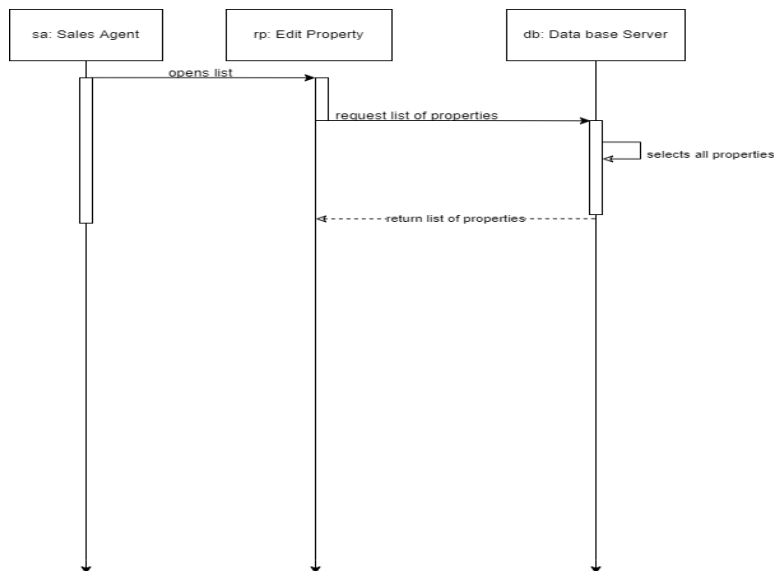 sa: Sales Agent
rp: Edit Property
db: Data base Server
opens list
request list of properties
selects all properties
return list of properties